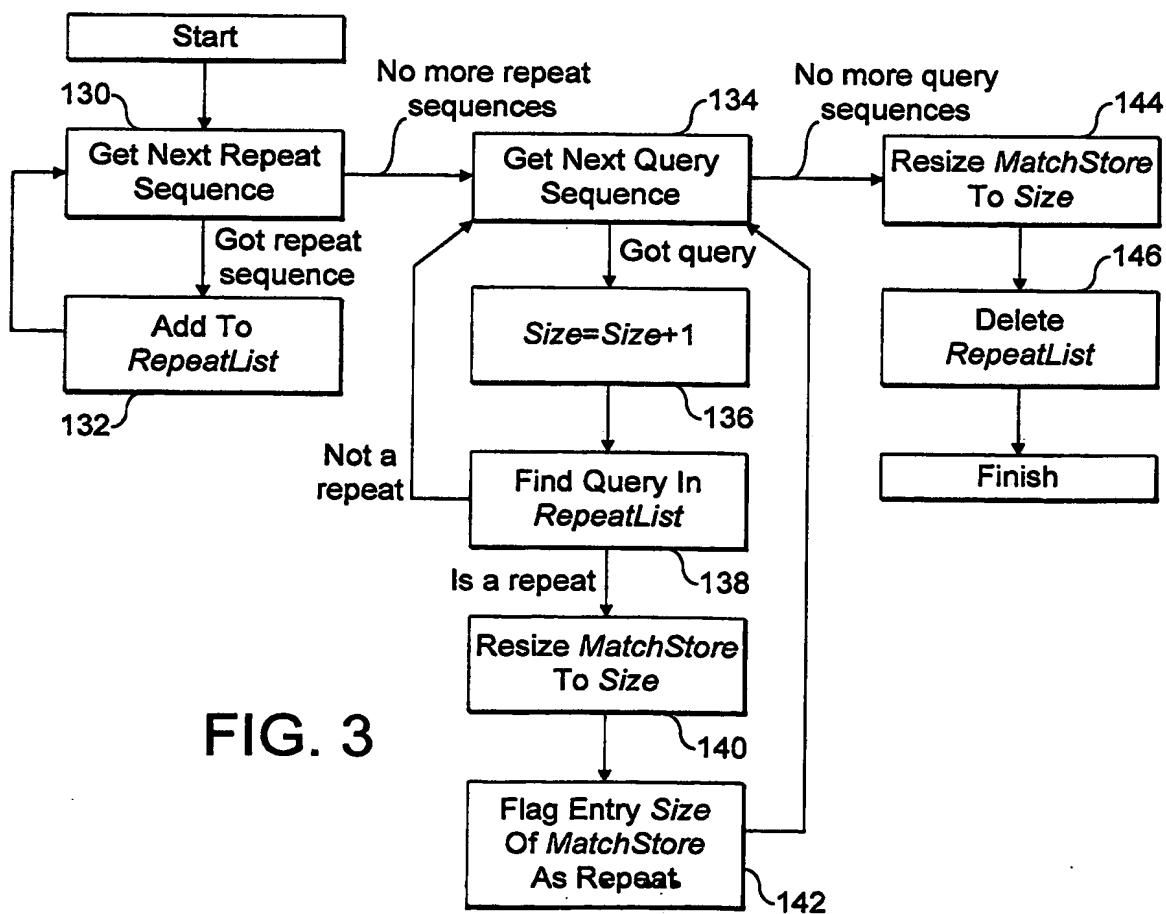 Start
130
No more repeat
sequences
134
No more query
sequences
144
Get Next Repeat
Sequence
Get Next Query
Sequence
Resize MatchStore
To Size
Got repeat
sequence
Got query
146
Add To
RepeatList
132
Size=Size+1
136
Delete
RepeatList
Not a
repeat
Find Query In
RepeatList
138
Finish
Is a repeat
Resize MatchStore
To Size
140
FIG. 3
Flag Entry Size
Of MatchStore
As Repeat
142